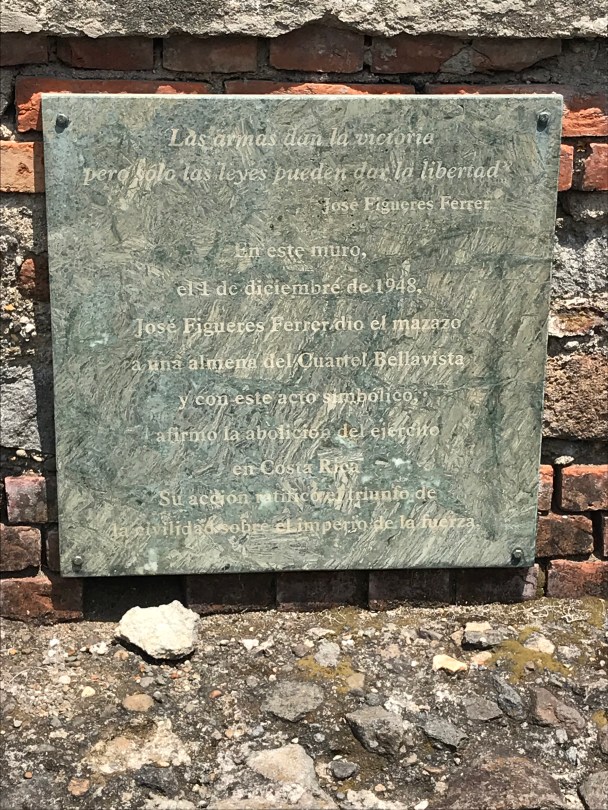 Las armas dan la victoria
pero sólo las leyes pueden dar la libertad"
José Figueres Ferrer
En este muro,
el 1 de diciembre de 1948,
José Figueres Ferrer dio el mazazo
a una almena del Cuartel Bellavista
y con este acto simbólico,
afirmó la abolición del ejército
en Costa Rica
Su acción ratificó el triunfo de
la civilidad sobre el imperio de la fuerza